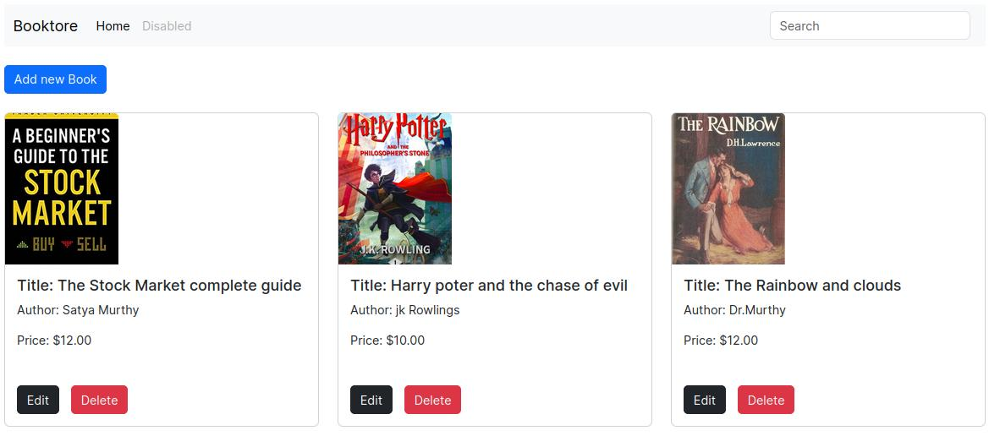 Booktore Home Disabled Search
Add new Book
A BEGINNER'S
GUIDE TO THE
STOCK
MARKET
BUY SELL
Harry Potter
AND THE
PHILOSOPHER'S STONE
J.K. ROWLING
THE RAINBOW
D.H.Lawrence
Title: The Stock Market complete guide
Author: Satya Murthy
Price: $12.00
Edit Delete
Title: Harry poter and the chase of evil
Author: jk Rowlings
Price: $10.00
Edit Delete
Title: The Rainbow and clouds
Author: Dr.Murthy
Price: $12.00
Edit Delete